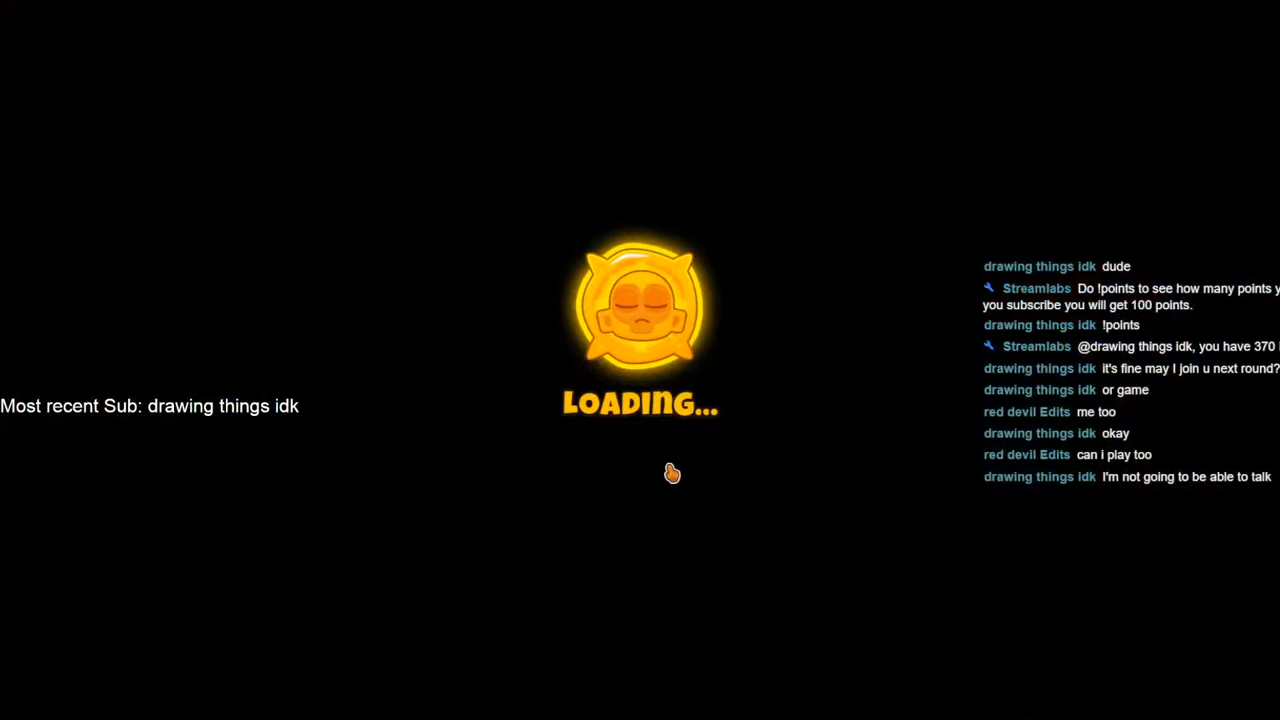 drawing things idk dude
Streamlabs Do !points to see how many points y
you subscribe you will get 100 points.
drawing things idk !points
Streamlabs @drawing things idk, you have 370
drawing things idk it's fine may I join u next round?
LOADING...
Most recent Sub: drawing things idk
drawing things idk or game
red devil Edits me too
drawing things idk okay
red devil Edits can i play too
drawing things idk I'm not going to be able to talk